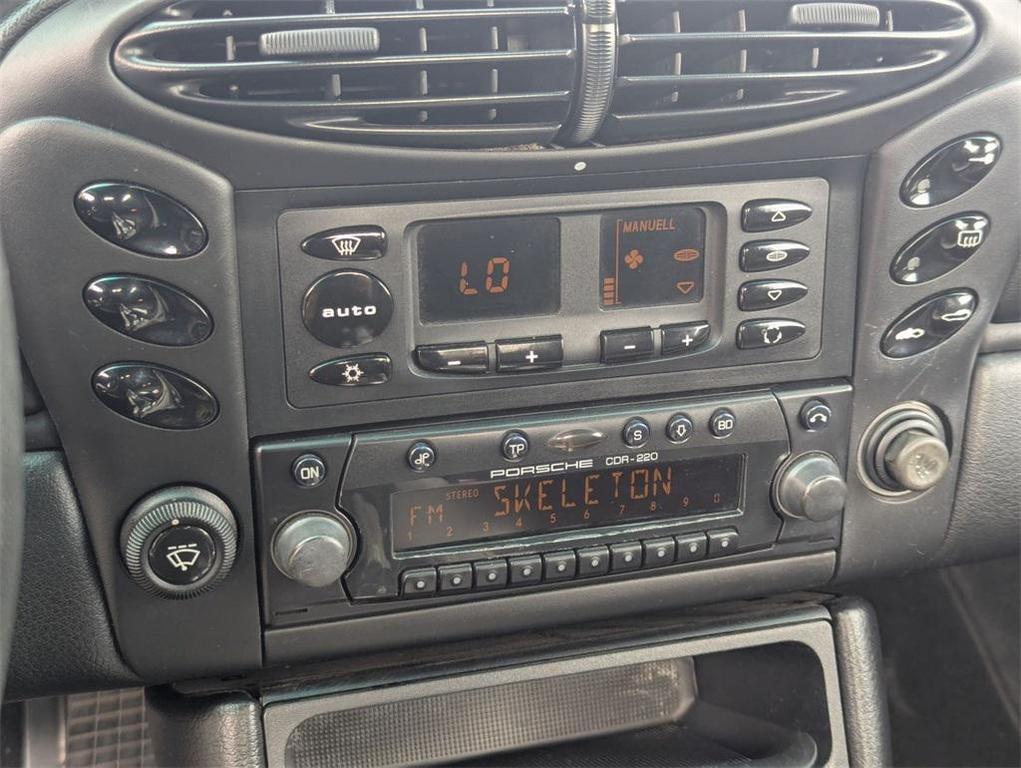 MANUELL
LO
auto
- + - +
dP TP S BD
ON
PORSCHE CDR-220
STEREO
FM SKELETON
1 2 3 4 5 6 7 8 9 0